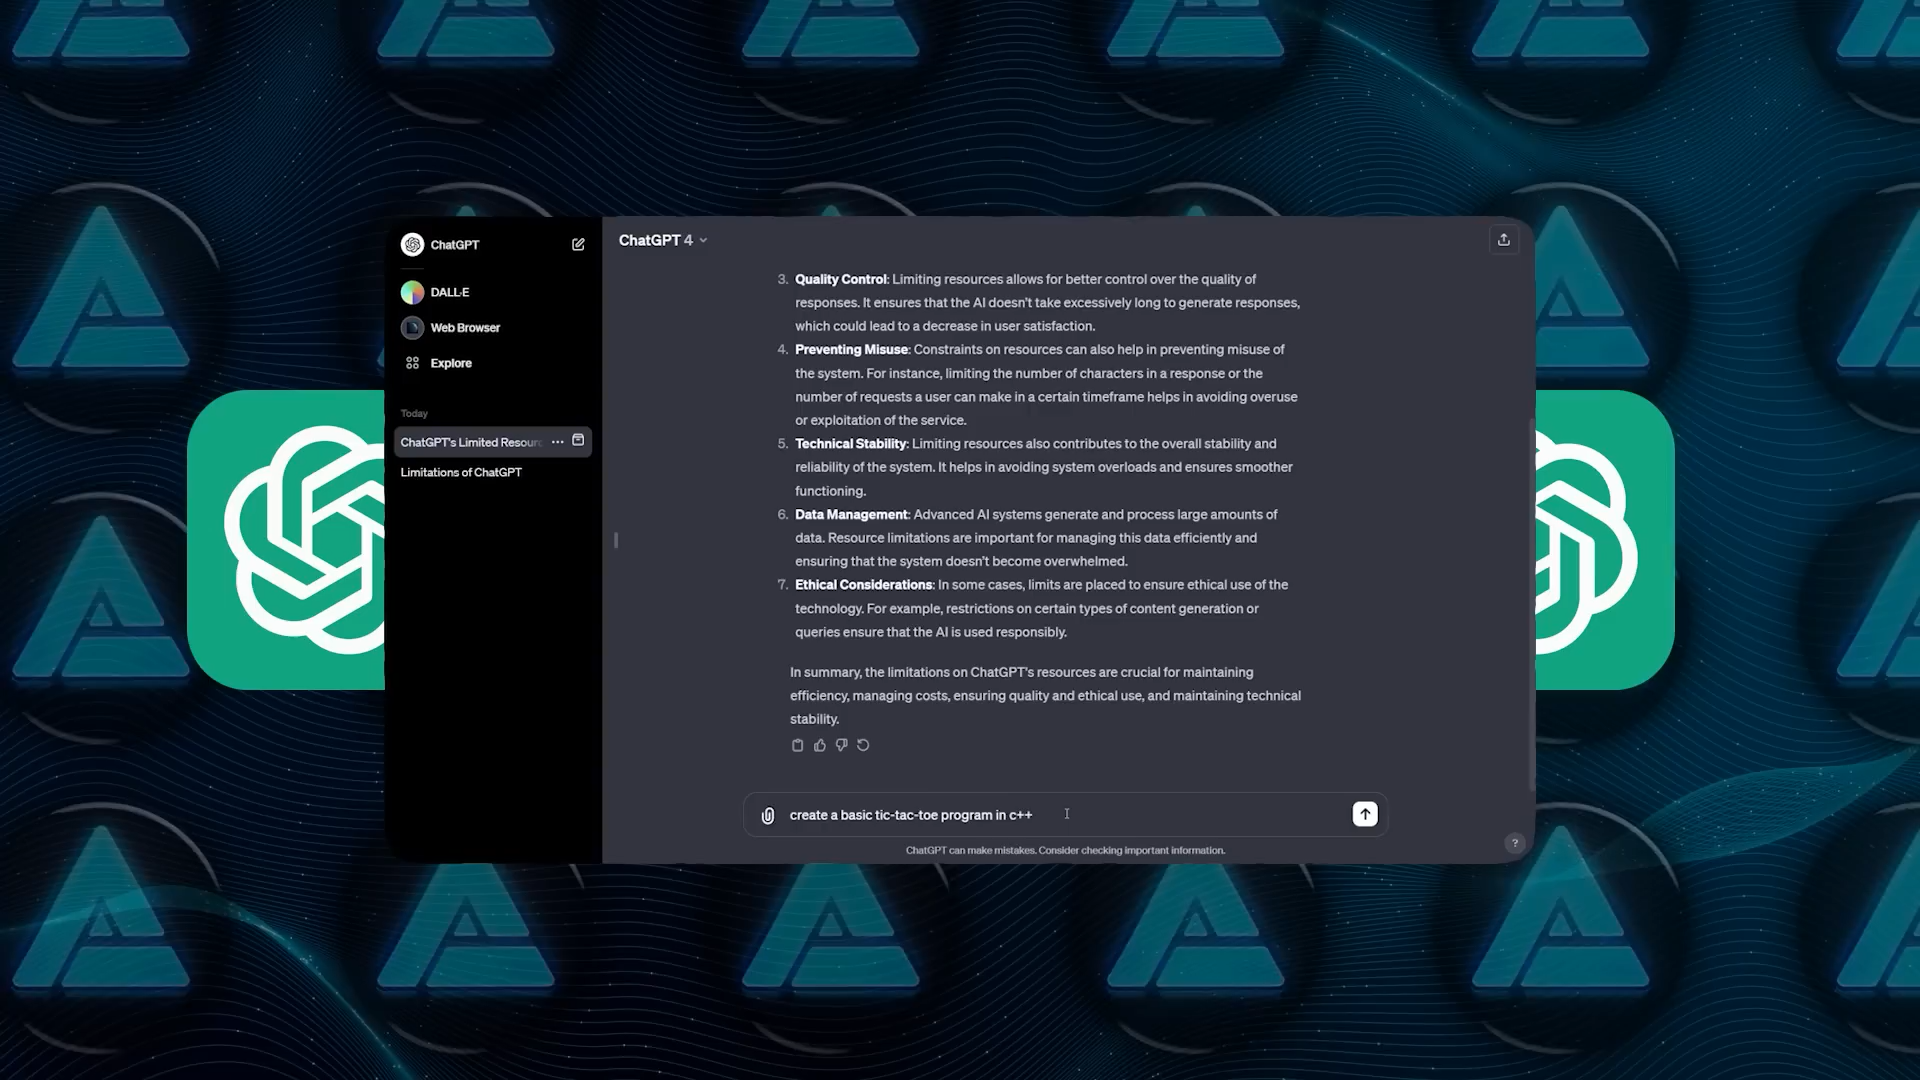 ChatGPT
DALL·E
Web Browser
Explore
Today
ChatGPT's Limited Resour
Limitations of ChatGPT
ChatGPT 4
3. Quality Control: Limiting resources allows for better control over the quality of
responses. It ensures that the AI doesn't take excessively long to generate responses,
which could lead to a decrease in user satisfaction.
4. Preventing Misuse: Constraints on resources can also help in preventing misuse of
the system. For instance, limiting the number of characters in a response or the
number of requests a user can make in a certain timeframe helps in avoiding overuse
or exploitation of the service.
5. Technical Stability: Limiting resources also contributes to the overall stability and
reliability of the system. It helps in avoiding system overloads and ensures smoother
functioning.
6. Data Management: Advanced AI systems generate and process large amounts of
data. Resource limitations are important for managing this data efficiently and
ensuring that the system doesn't become overwhelmed.
7. Ethical Considerations: In some cases, limits are placed to ensure ethical use of the
technology. For example, restrictions on certain types of content generation or
queries ensure that the AI is used responsibly.
In summary, the limitations on ChatGPT's resources are crucial for maintaining
efficiency, managing costs, ensuring quality and ethical use, and maintaining technical
stability.
create a basic tic-tac-toe program in c++
ChatGPT can make mistakes. Consider checking important information.
?